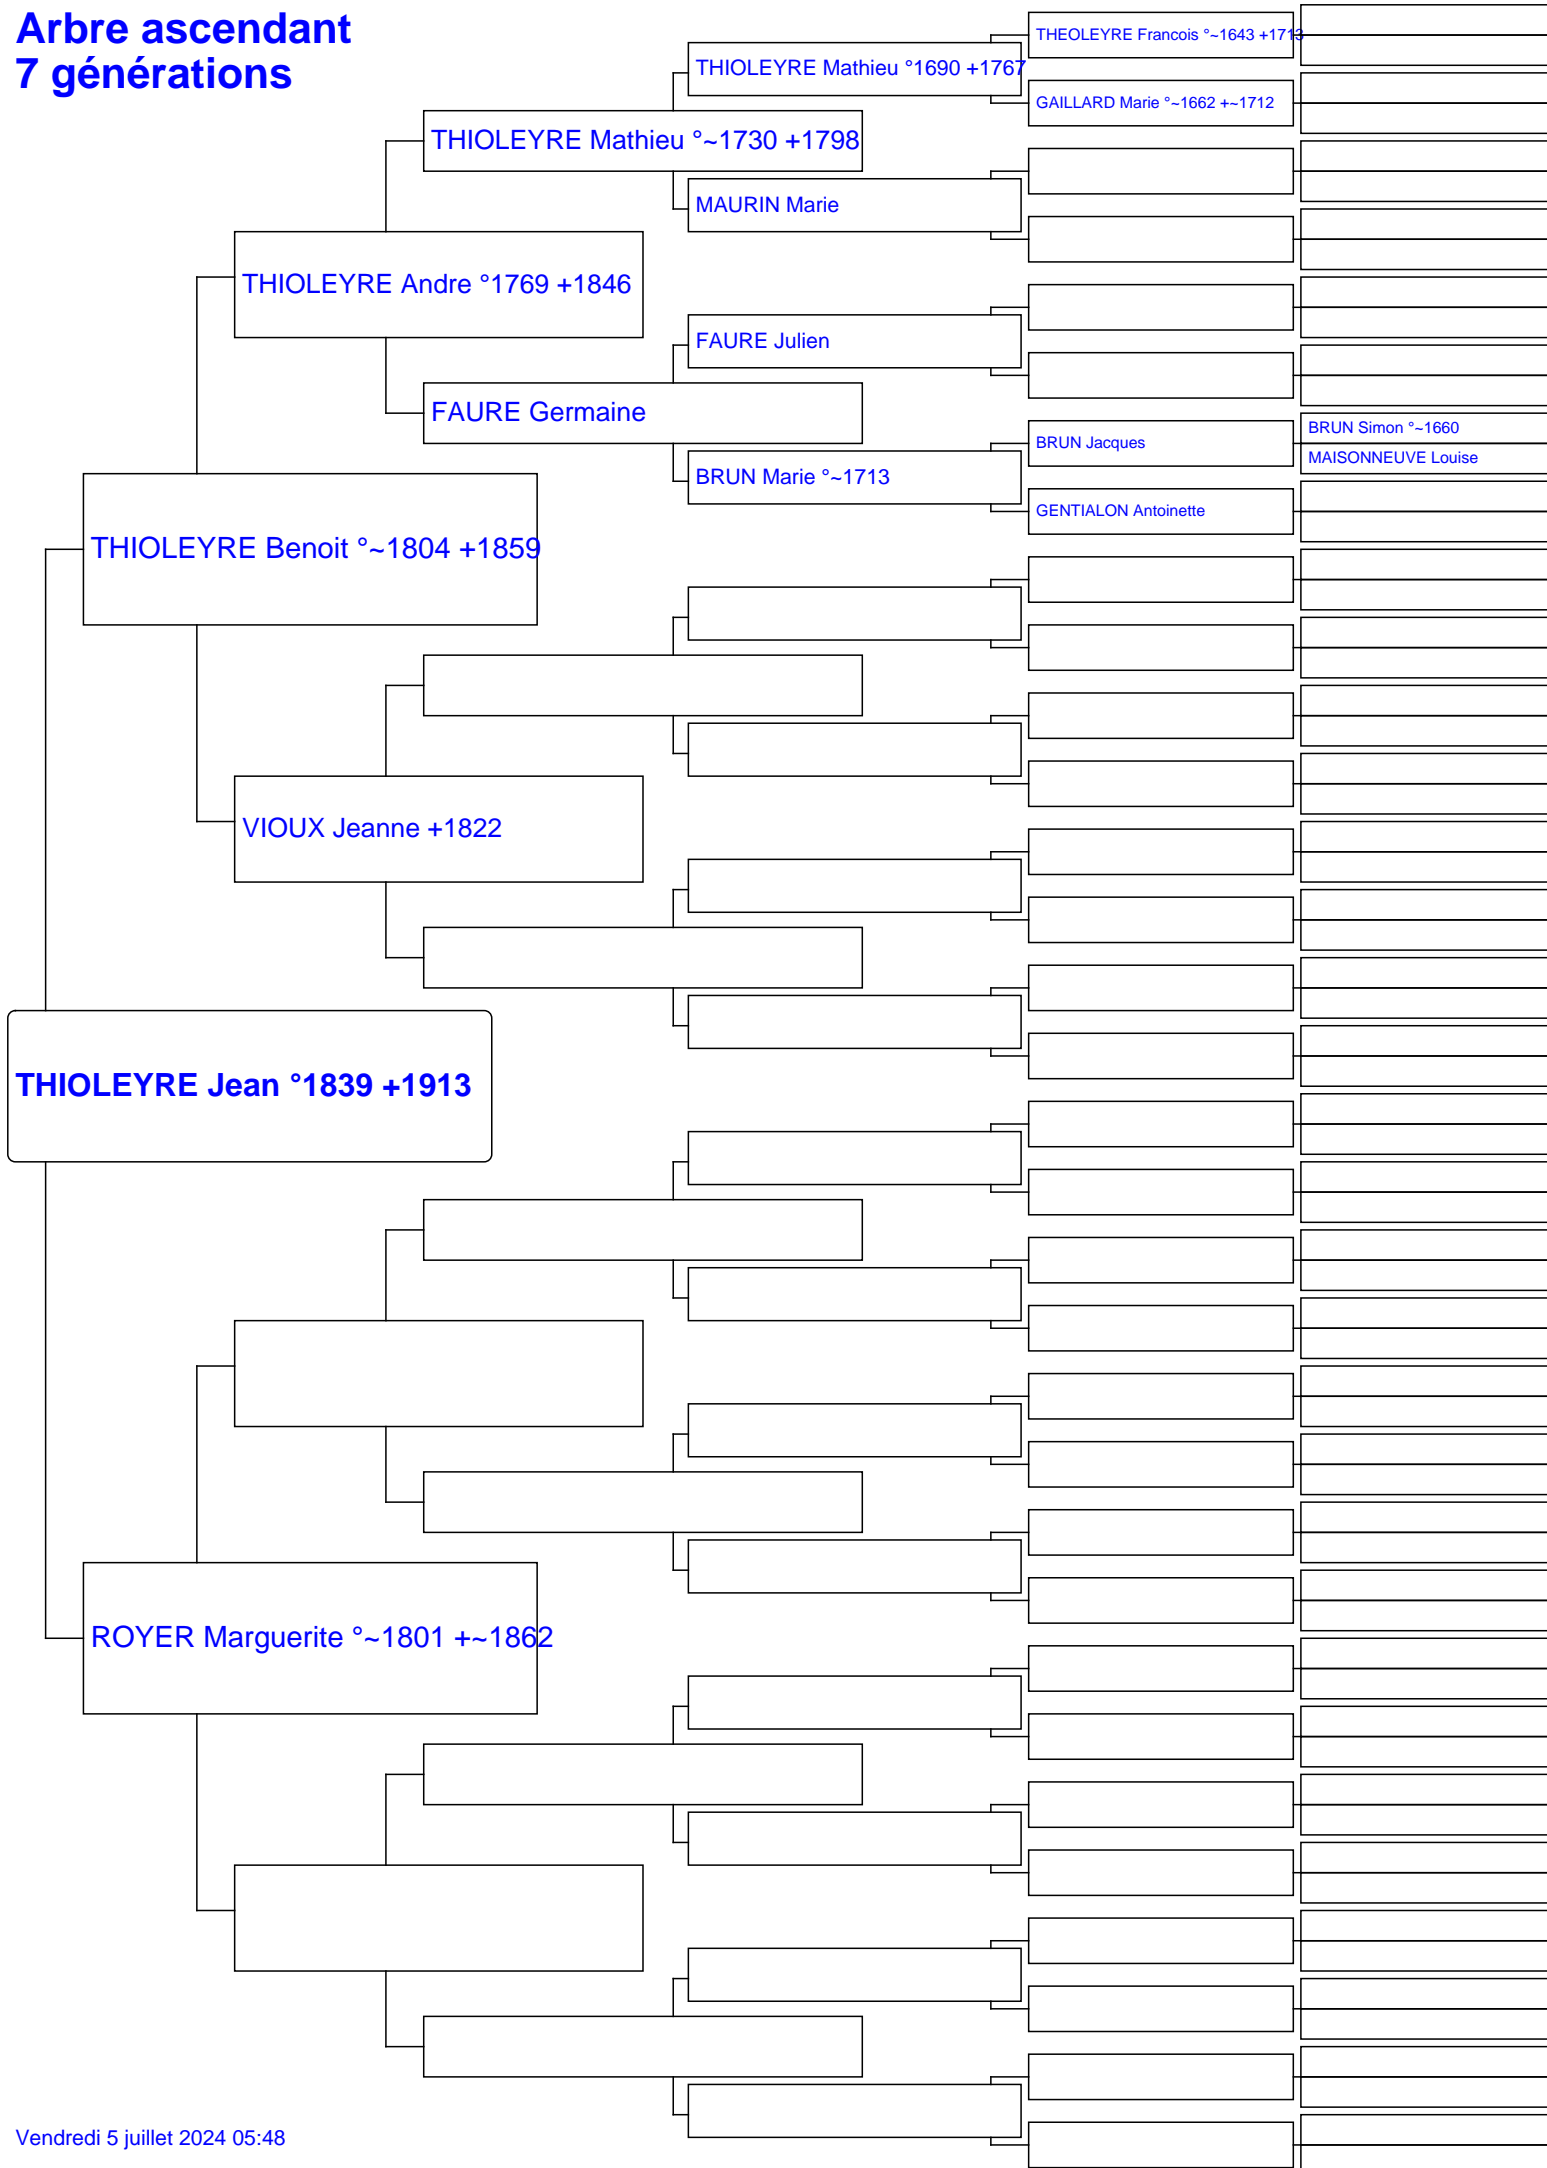 Arbre ascendant
7 générations
THEOLEYRE Francois °~1643 +1713
THIOLEYRE Mathieu °1690 +1767
GAILLARD Marie °~1662 +~1712
THIOLEYRE Mathieu °~1730 +1798
MAURIN Marie
THIOLEYRE Andre °1769 +1846
FAURE Julien
FAURE Germaine
BRUN Simon °~1660
BRUN Jacques
MAISONNEUVE Louise
BRUN Marie °~1713
GENTIALON Antoinette
THIOLEYRE Benoit °~1804 +1859
VIOUX Jeanne +1822
THIOLEYRE Jean °1839 +1913
ROYER Marguerite °~1801 +~1862
Vendredi 5 juillet 2024 05:48